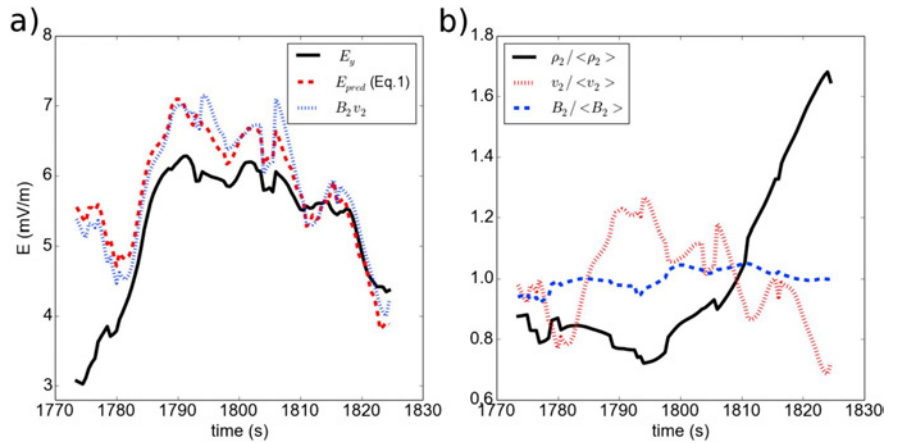 a)
E_y
E_pred (Eq.1)
B_2 v_2
E (mV/m)
8
7
6
5
4
3
1770 1780 1790 1800 1810 1820 1830
time (s)
b)
ρ_2/<ρ_2>
v_2/<v_2>
B_2/<B_2>
1.8
1.6
1.4
1.2
1.0
0.8
0.6
1770 1780 1790 1800 1810 1820 1830
time (s)